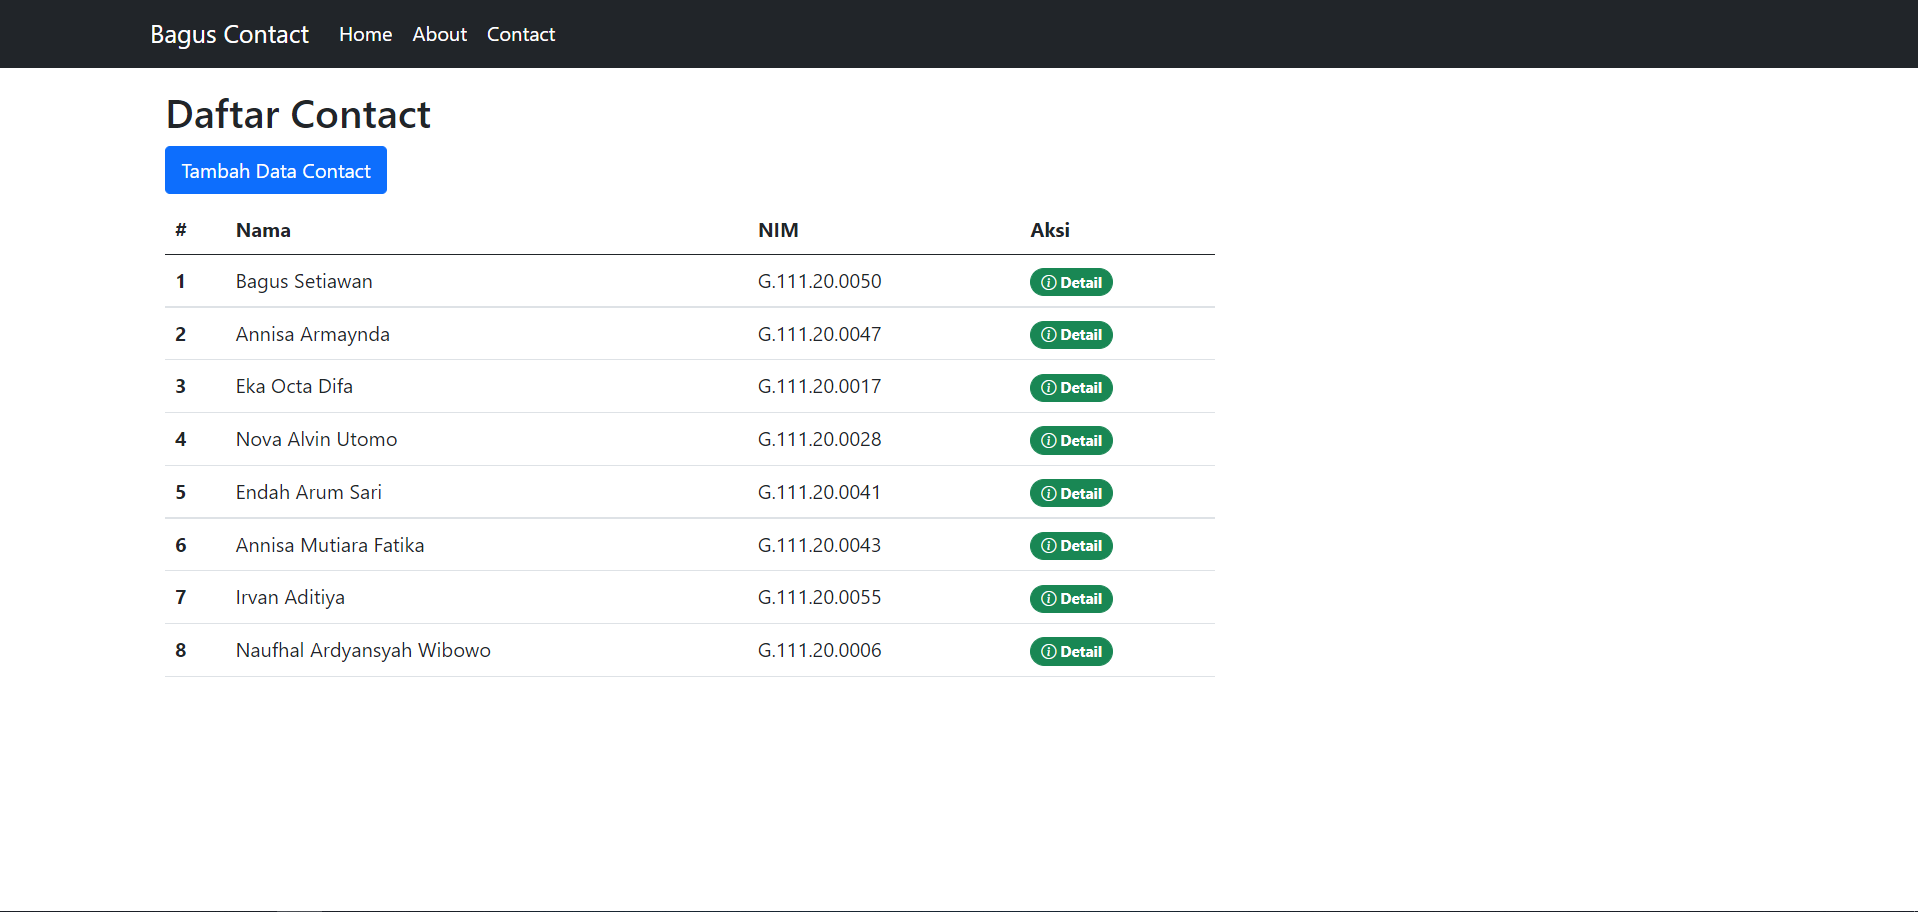 Bagus Contact Home About Contact
Daftar Contact
Tambah Data Contact
# Nama NIM Aksi
1 Bagus Setiawan G.111.20.0050 Detail
2 Annisa Armaynda G.111.20.0047 Detail
3 Eka Octa Difa G.111.20.0017 Detail
4 Nova Alvin Utomo G.111.20.0028 Detail
5 Endah Arum Sari G.111.20.0041 Detail
6 Annisa Mutiara Fatika G.111.20.0043 Detail
7 Irvan Aditiya G.111.20.0055 Detail
8 Naufhal Ardyansyah Wibowo G.111.20.0006 Detail